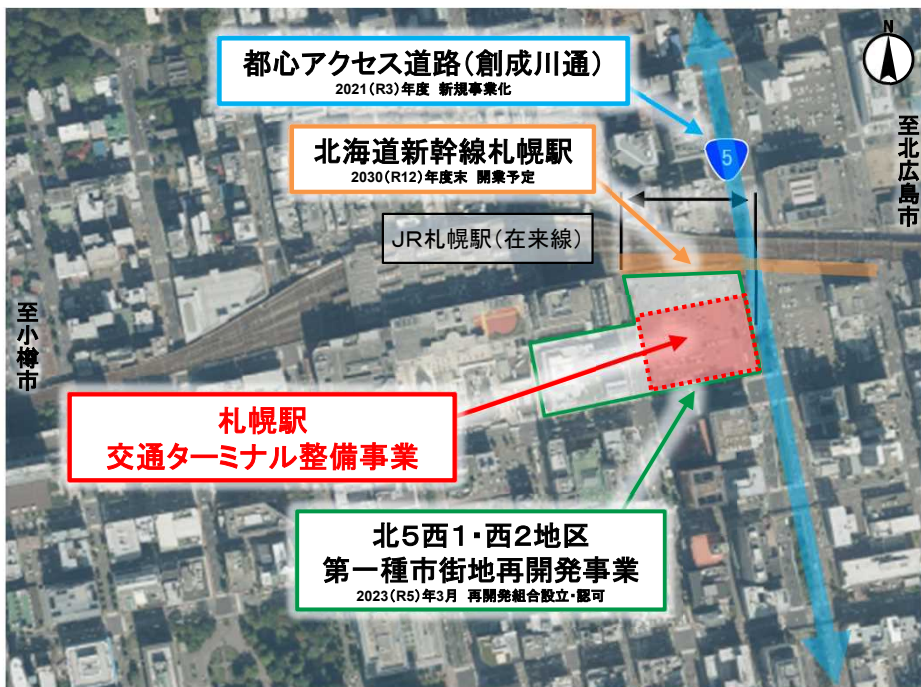 都心アクセス道路(創成川通)
2021(R3)年度 新規事業化
N
至北広島市
5
北海道新幹線札幌駅
2030(R12)年度末 開業予定
JR札幌駅(在来線)
至小樽市
札幌駅
交通ターミナル整備事業
北5西1・西2地区
第一種市街地再開発事業
2023(R5)年3月 再開発組合設立・認可